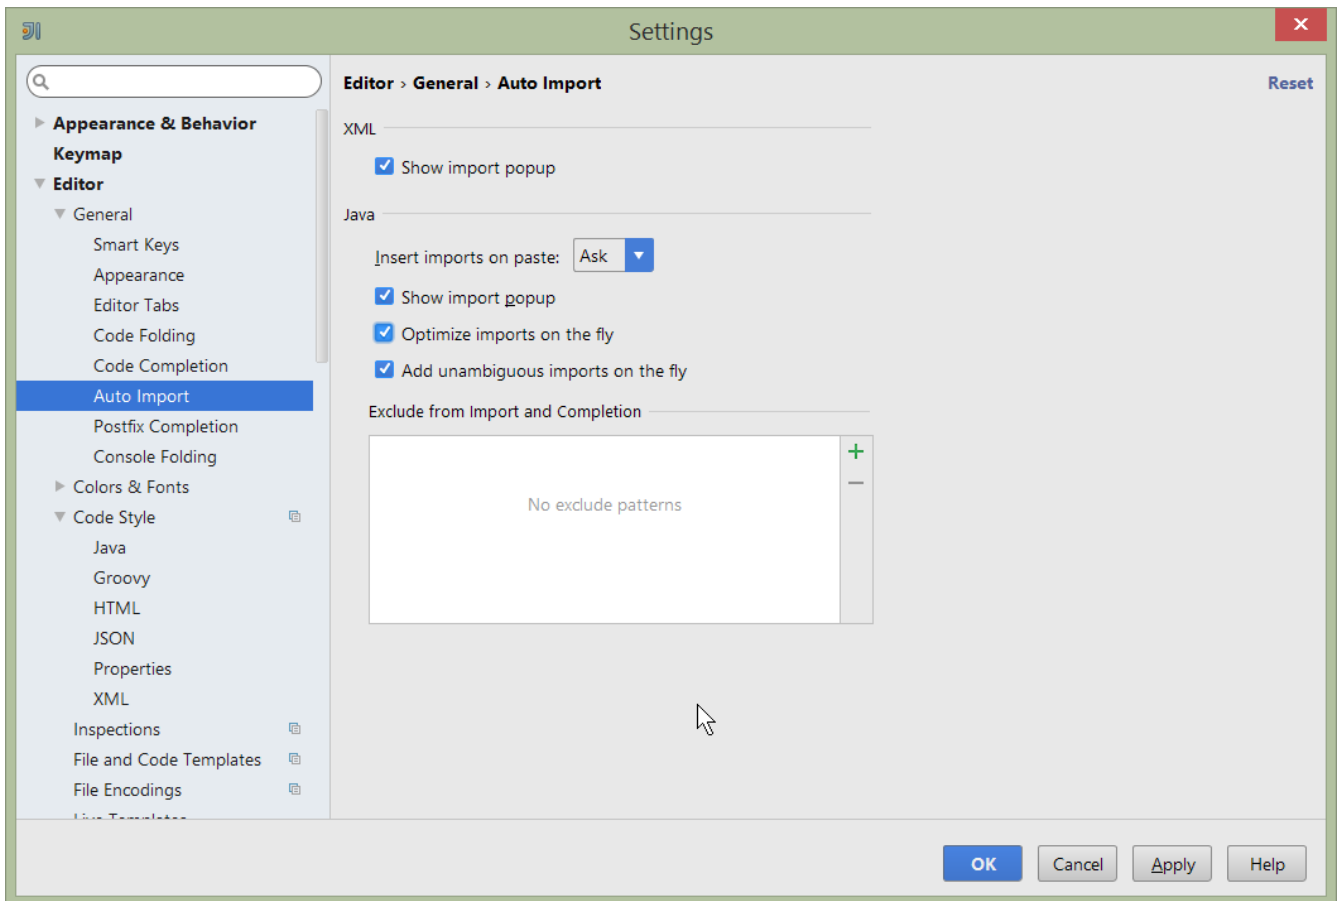 Settings
Editor › General › Auto Import
Reset
Appearance & Behavior
Keymap
Editor
General
Smart Keys
Appearance
Editor Tabs
Code Folding
Code Completion
Auto Import
Postfix Completion
Console Folding
Colors & Fonts
Code Style
Java
Groovy
HTML
JSON
Properties
XML
Inspections
File and Code Templates
File Encodings
Live Templates
XML
Show import popup
Java
Insert imports on paste: Ask
Show import popup
Optimize imports on the fly
Add unambiguous imports on the fly
Exclude from Import and Completion
No exclude patterns
OK
Cancel
Apply
Help